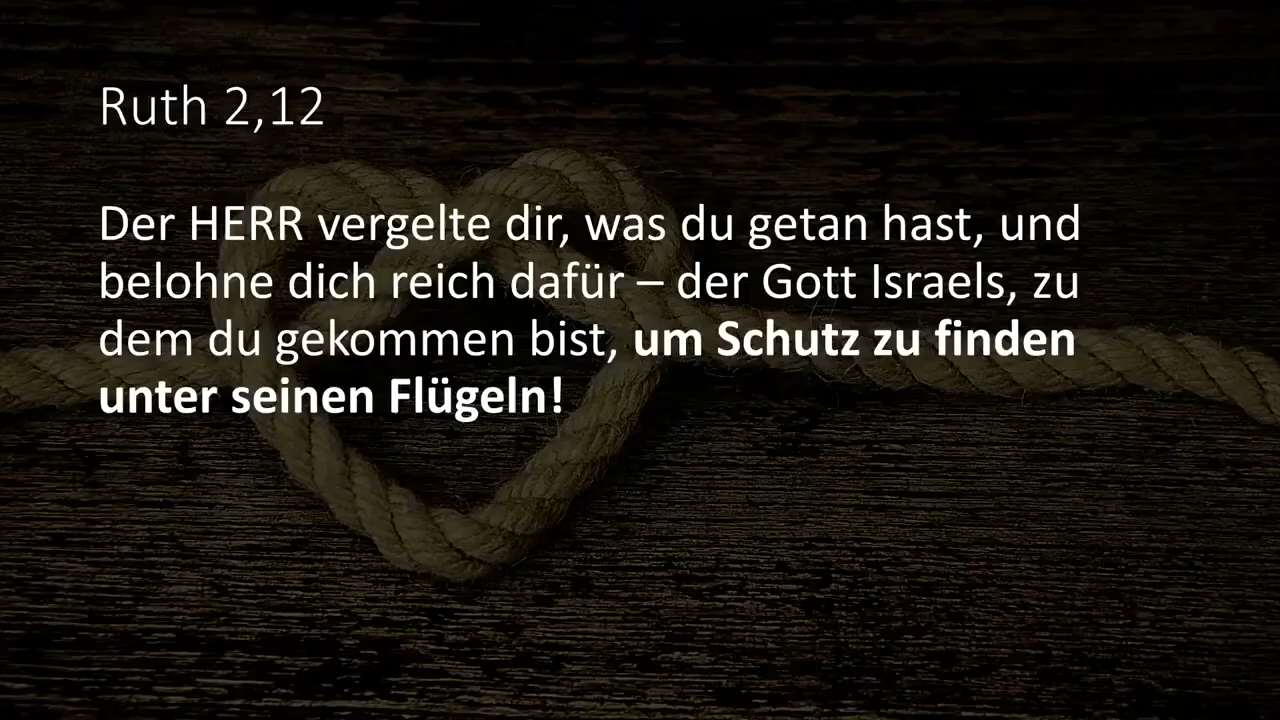 Ruth 2,12
Der HERR vergelte dir, was du getan hast, und
belohne dich reich dafür – der Gott Israels, zu
dem du gekommen bist, um Schutz zu finden
unter seinen Flügeln!